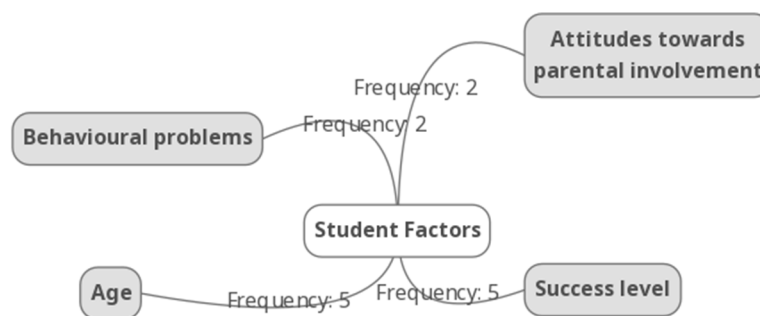 Attitudes towards
parental involvement
Frequency: 2
Frequency: 2
Behavioural problems
Student Factors
Age
Frequency: 5
Frequency: 5
Success level